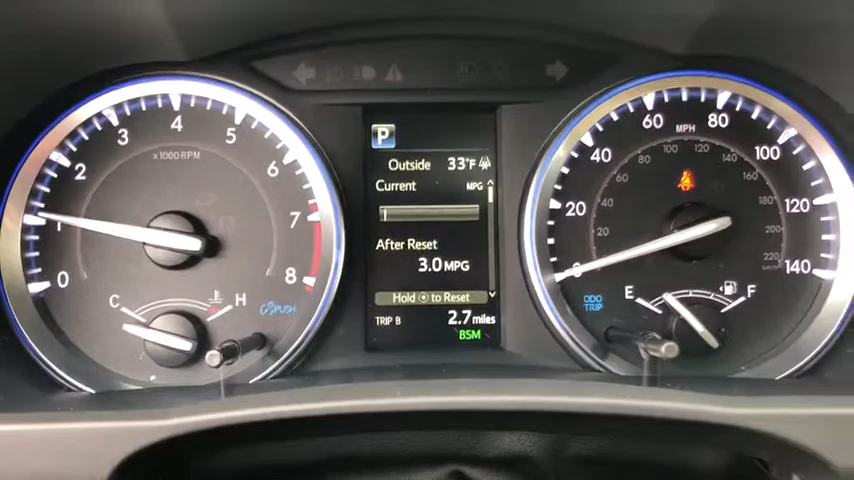 P
Outside 33°F
Current MPG
After Reset
3.0 MPG
Hold to Reset
TRIP B 2.7 miles
BSM
0 1 2 3 4 5 6 7 8
x1000 RPM
C H
PUSH
0 20 40 60 80 100 120 140
MPH
20 40 60 80 100 120 140 160 180 200 220
km/h
ODO
TRIP
E F